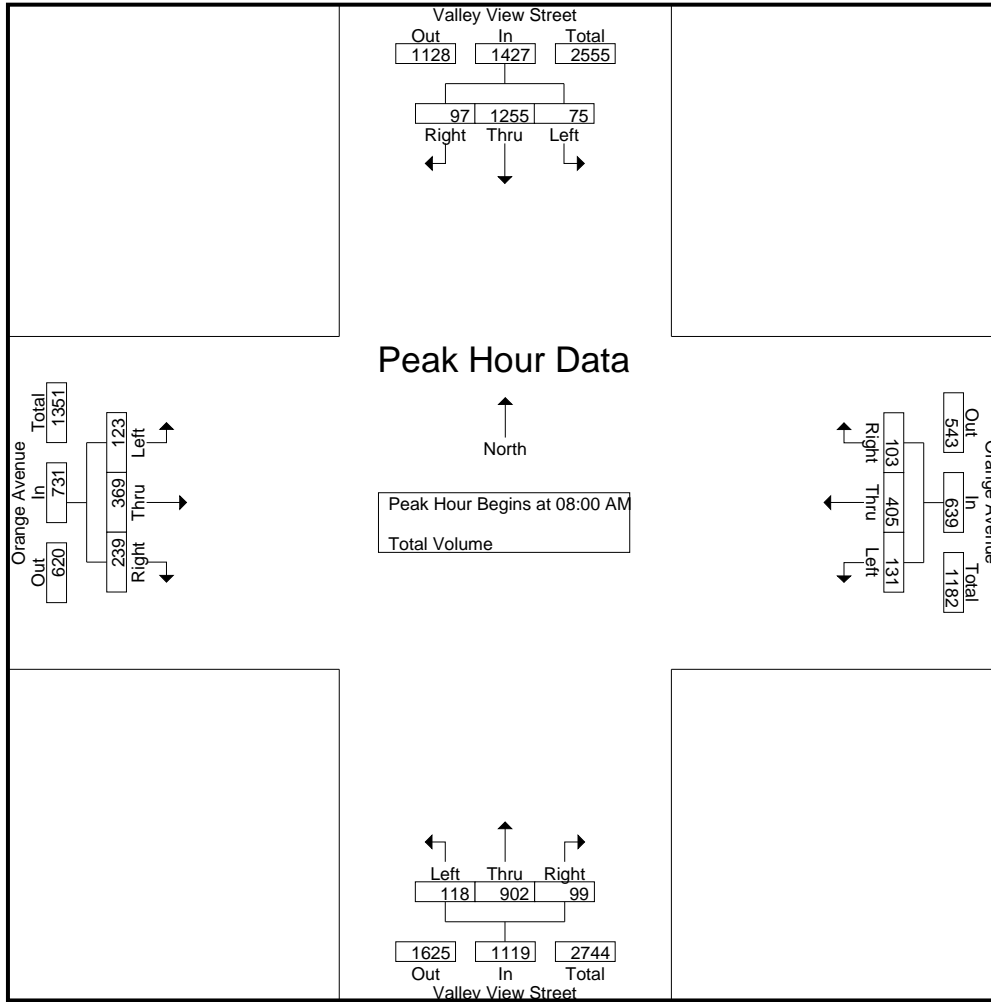 Valley View Street
Out In Total
1128 1427 2555
97 1255 75
Right Thru Left
Peak Hour Data
North
Peak Hour Begins at 08:00 AM
Total Volume
Orange Avenue
Out In Total
620 731 1351
239 369 123
Right Thru Left
Orange Avenue
Out In Total
543 639 1182
103 405 131
Right Thru Left
Left Thru Right
118 902 99
1625 1119 2744
Out In Total
Valley View Street